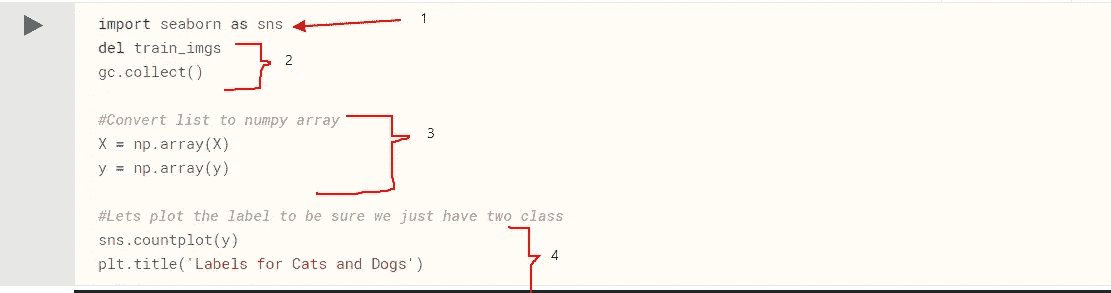 import seaborn as sns 1
del train_imgs
2
gc.collect()
#Convert list to numpy array
3
X = np.array(X)
y = np.array(y)
#Lets plot the label to be sure we just have two class
sns.countplot(y)
4
plt.title('Labels for Cats and Dogs')